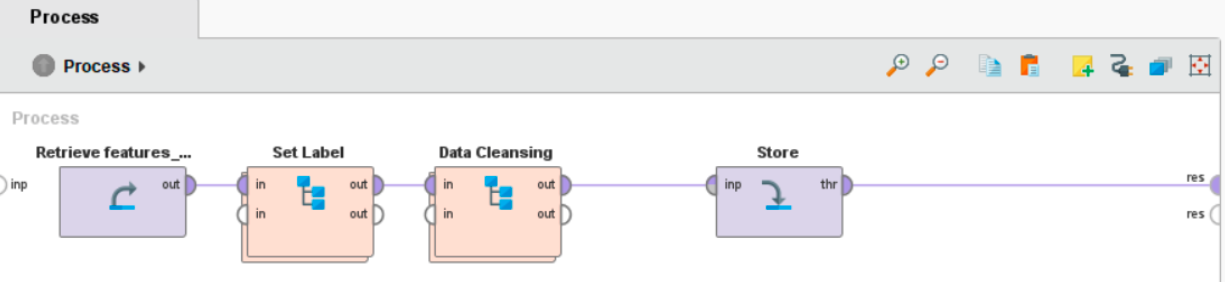 Process
Process
Process
Retrieve features_... Set Label Data Cleansing Store
inp out in out in out inp thr res
in out in out res